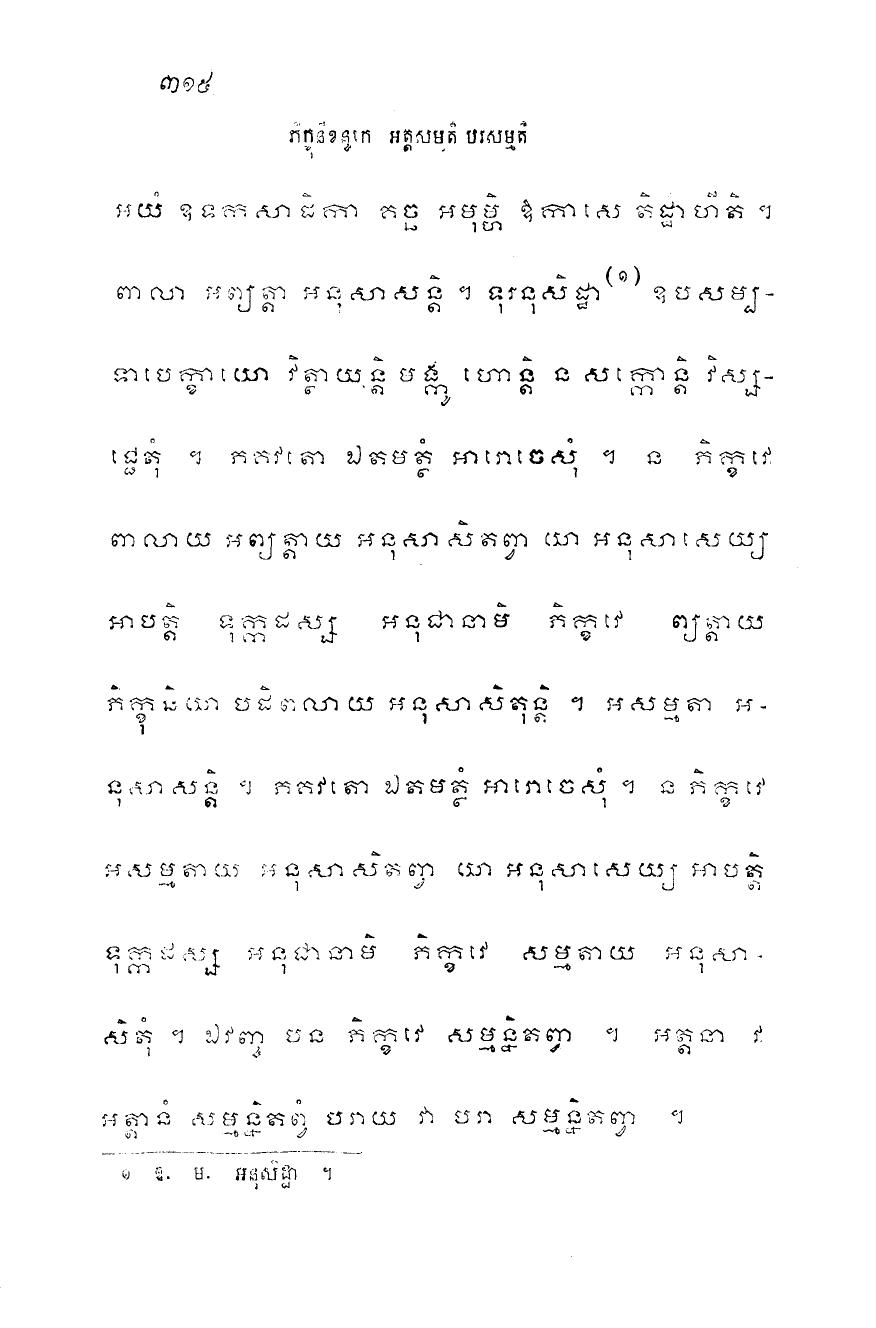 ៣១៥
ភិក្ខុនីខន្ធកេ អត្តសម្មតិ បរសម្មតិ
អយំ ឧទកសាដិកា គច្ឆ អមុម្ហិ ឱកាសេ តិដ្ឋាហីតិ ។
ពាលា អព្យត្តា អនុសាសន្តិ ។ ទុរនុសិដ្ឋា(១) ឧបសម្ប-
ទាបេក្ខាយោ វិត្ថាយន្តិ មង្កូ ហោន្តិ ន សក្កោន្តិ វិស្ស-
ជ្ជេតុំ ។ ភគវតោ ឯតមត្ថំ អារោចេសុំ ។ ន ភិក្ខវេ
ពាលាយ អព្យត្តាយ អនុសាសិតព្វា យា អនុសាសេយ្យ
អាបត្តិ ទុក្កដស្ស អនុជានាមិ ភិក្ខវេ ព្យត្តាយ
ភិក្ខុនិយា បដិពលាយ អនុសាសិតុន្តិ ។ អសម្មតា អ-
នុសាសន្តិ ។ ភគវតោ ឯតមត្ថំ អារោចេសុំ ។ ន ភិក្ខវេ
អសម្មតាយ អនុសាសិតព្វា យា អនុសាសេយ្យ អាបត្តិ
ទុក្កដស្ស អនុជានាមិ ភិក្ខវេ សម្មតាយ អនុសា-
សិតុំ ។ ឯវញ្ច បន ភិក្ខវេ សម្មន្និតព្វា ។ អត្តនា វ
អត្តានំ សម្មន្និតព្វំ បរាយ វា បរា សម្មន្និតព្វា ។
១ ឱ. ម. អនុសិដ្ឋា ។